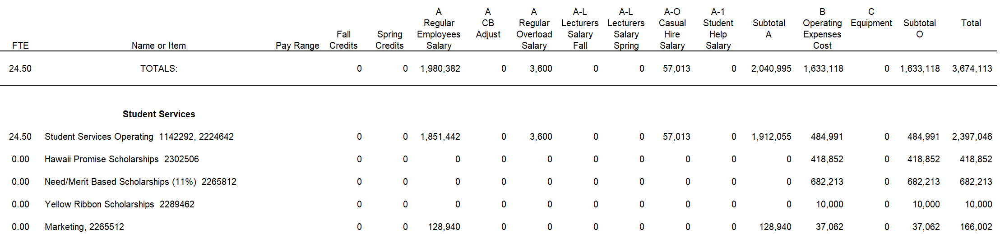 A A A A-L A-L A-O A-1 B C
Regular CB Regular Lecturers Lecturers Casual Student Subtotal Operating Equipment Subtotal Total
Fall Spring Employees Adjust Overload Salary Salary Hire Help A Expenses O
FTE Name or Item Pay Range Credits Credits Salary Salary Fall Spring Salary Salary Cost
24.50 TOTALS: 0 0 1,980,382 0 3,600 0 0 57,013 0 2,040,995 1,633,118 0 1,633,118 3,674,113
Student Services
24.50 Student Services Operating 1142292, 2224642 0 0 1,851,442 0 3,600 0 0 57,013 0 1,912,055 484,991 0 484,991 2,397,046
0.00 Hawaii Promise Scholarships 2302506 0 0 0 0 0 0 0 0 0 0 418,852 0 418,852 418,852
0.00 Need/Merit Based Scholarships (11%) 2265812 0 0 0 0 0 0 0 0 0 0 682,213 0 682,213 682,213
0.00 Yellow Ribbon Scholarships 2289462 0 0 0 0 0 0 0 0 0 0 10,000 0 10,000 10,000
0.00 Marketing, 2265512 0 0 128,940 0 0 0 0 0 0 128,940 37,062 0 37,062 166,002